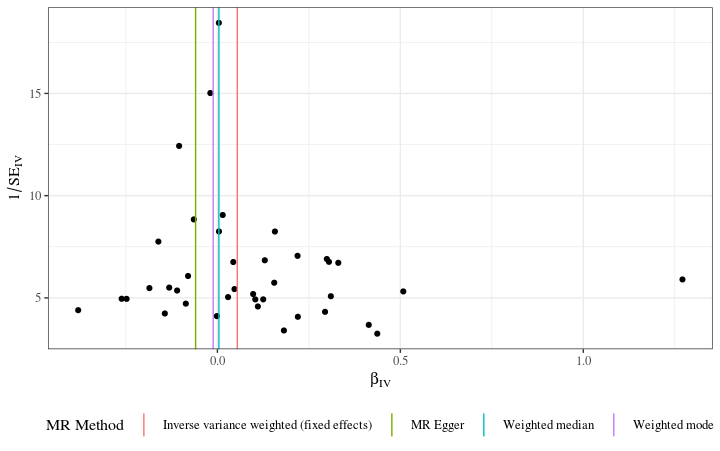 15
10
5
1/SE_IV
0.0 0.5 1.0
β_IV
MR Method Inverse variance weighted (fixed effects) MR Egger Weighted median Weighted mode